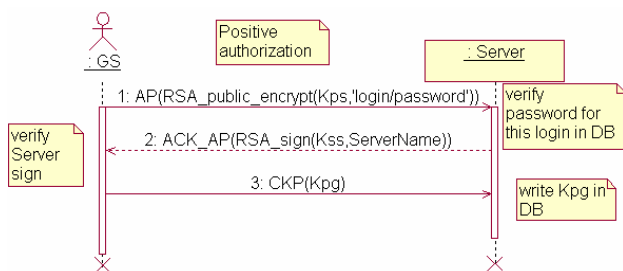 Positive
authorization
: GS
: Server
1: AP(RSA_public_encrypt(Kps,'login/password'))
verify
password for
this login in DB
verify
Server
sign
2: ACK_AP(RSA_sign(Kss,ServerName))
3: CKP(Kpg)
write Kpg in
DB